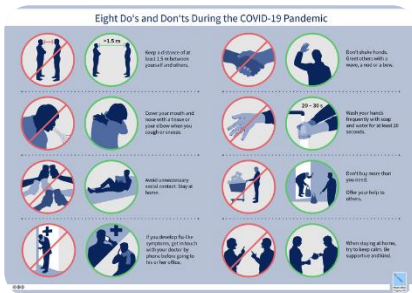 Eight Do's and Don'ts During the COVID-19 Pandemic
>1.5 m
Keep a distance of at
least 1.5 m between
yourself and others.
Cover your mouth and
nose with a tissue or
your elbow when you
cough or sneeze.
Avoid unnecessary
social contact. Stay at
home.
If you develop flu-like
symptoms, get in touch
with your doctor by
phone before going to
his or her office.
Don't shake hands.
Greet others with a
wave, a nod or a bow.
20 – 30 s
Wash your hands
frequently with soap
and water for at least 20
seconds.
Don't buy more than
you need.
Offer your help to
others.
When staying at home,
try to keep calm. Be
supportive and kind.